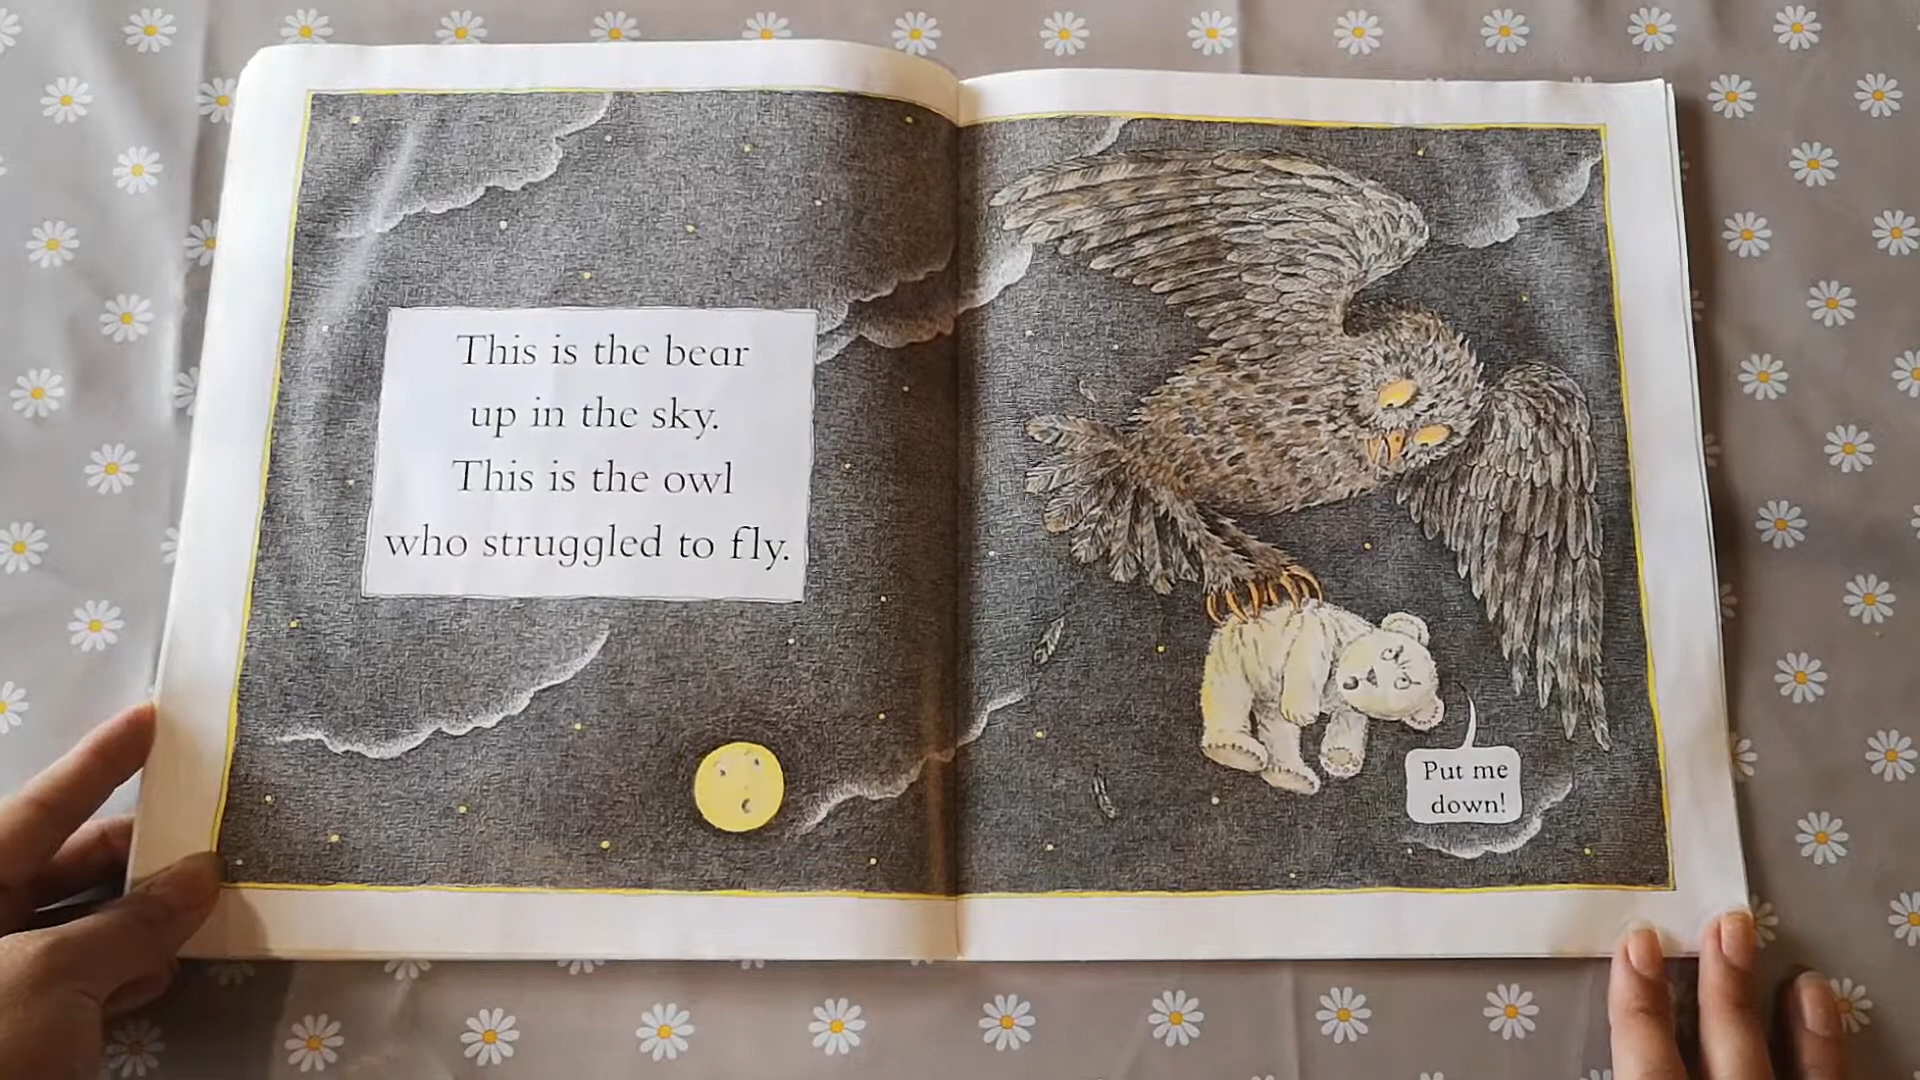 This is the bear
up in the sky.
This is the owl
who struggled to fly.
Put me
down!